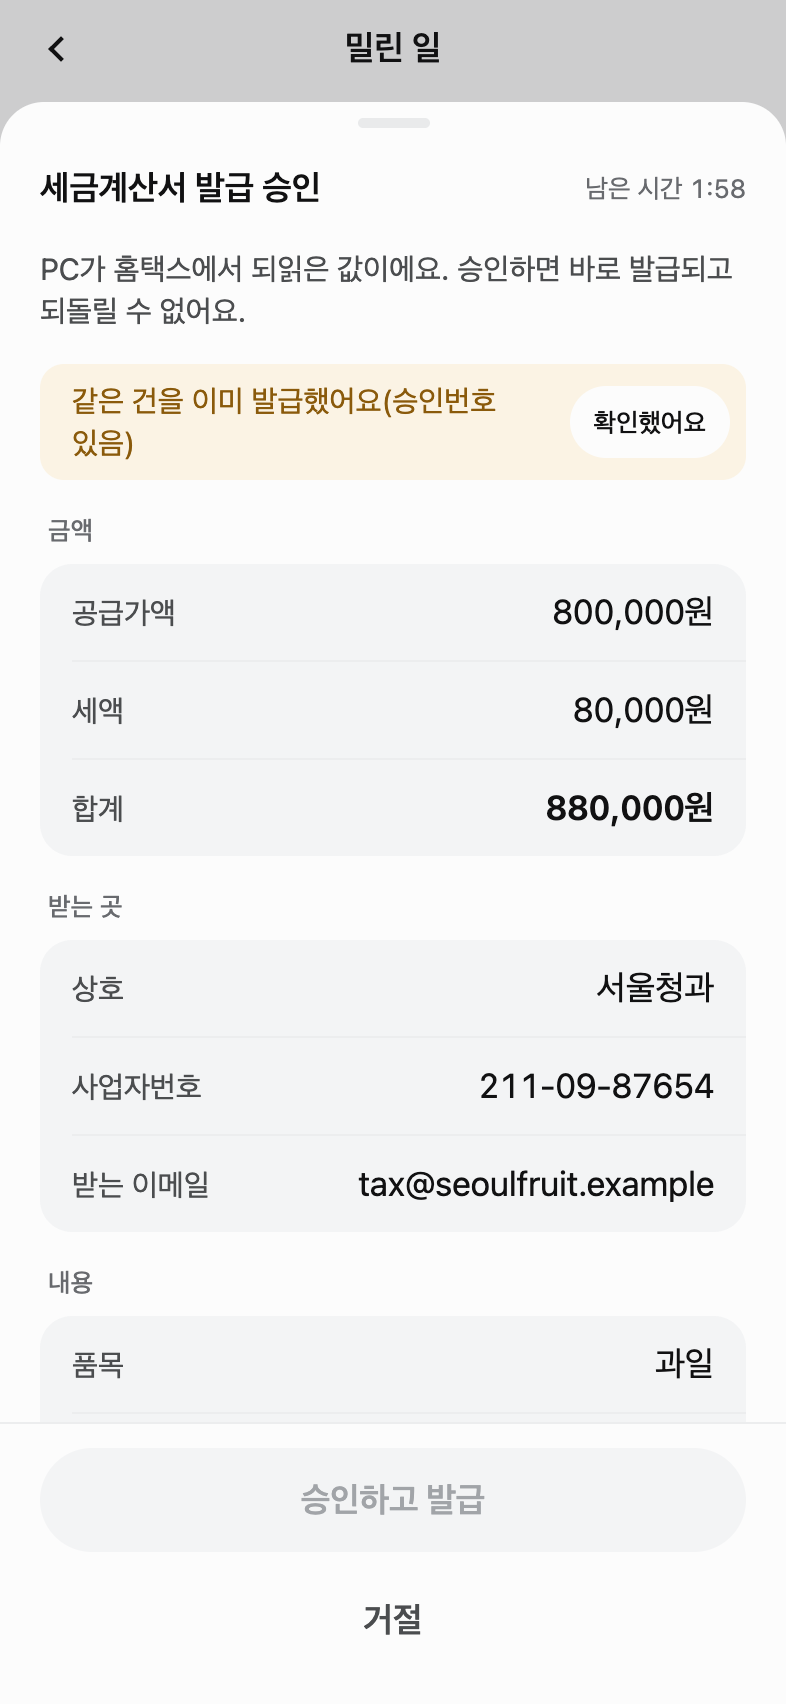 밀린 일
세금계산서 발급 승인
남은 시간 1:58
PC가 홈택스에서 되읽은 값이에요. 승인하면 바로 발급되고
되돌릴 수 없어요.
같은 건을 이미 발급했어요(승인번호
있음)
확인했어요
금액
공급가액 800,000원
세액 80,000원
합계 880,000원
받는 곳
상호 서울청과
사업자번호 211-09-87654
받는 이메일 tax@seoulfruit.example
내용
품목 과일
승인하고 발급
거절